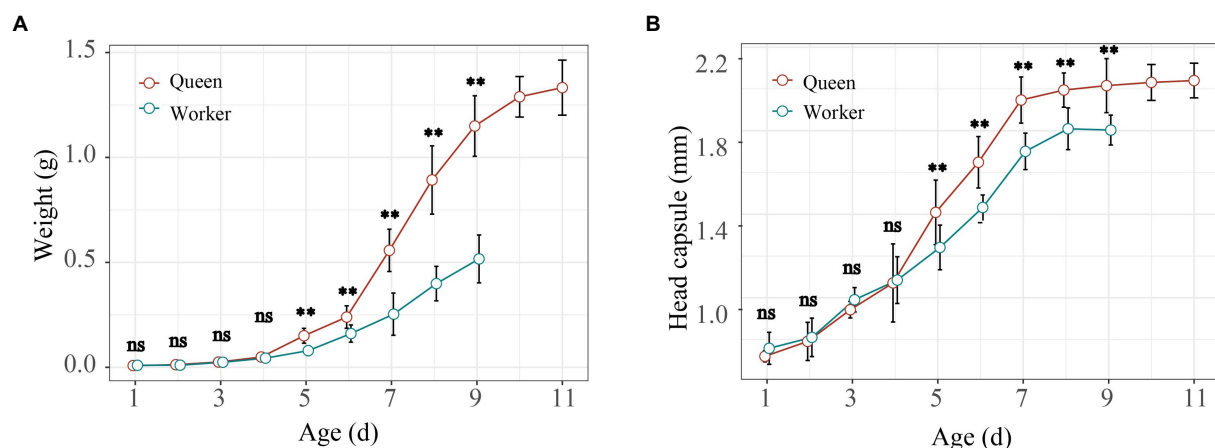 A
Weight (g)
1.5
1.0
0.5
0.0
Queen
Worker
ns
ns
ns
ns
**
**
**
**
**
1
3
5
7
9
11
Age (d)
B
Head capsule (mm)
2.2
1.8
1.4
1.0
Queen
Worker
ns
ns
ns
ns
**
**
**
**
**
1
3
5
7
9
11
Age (d)